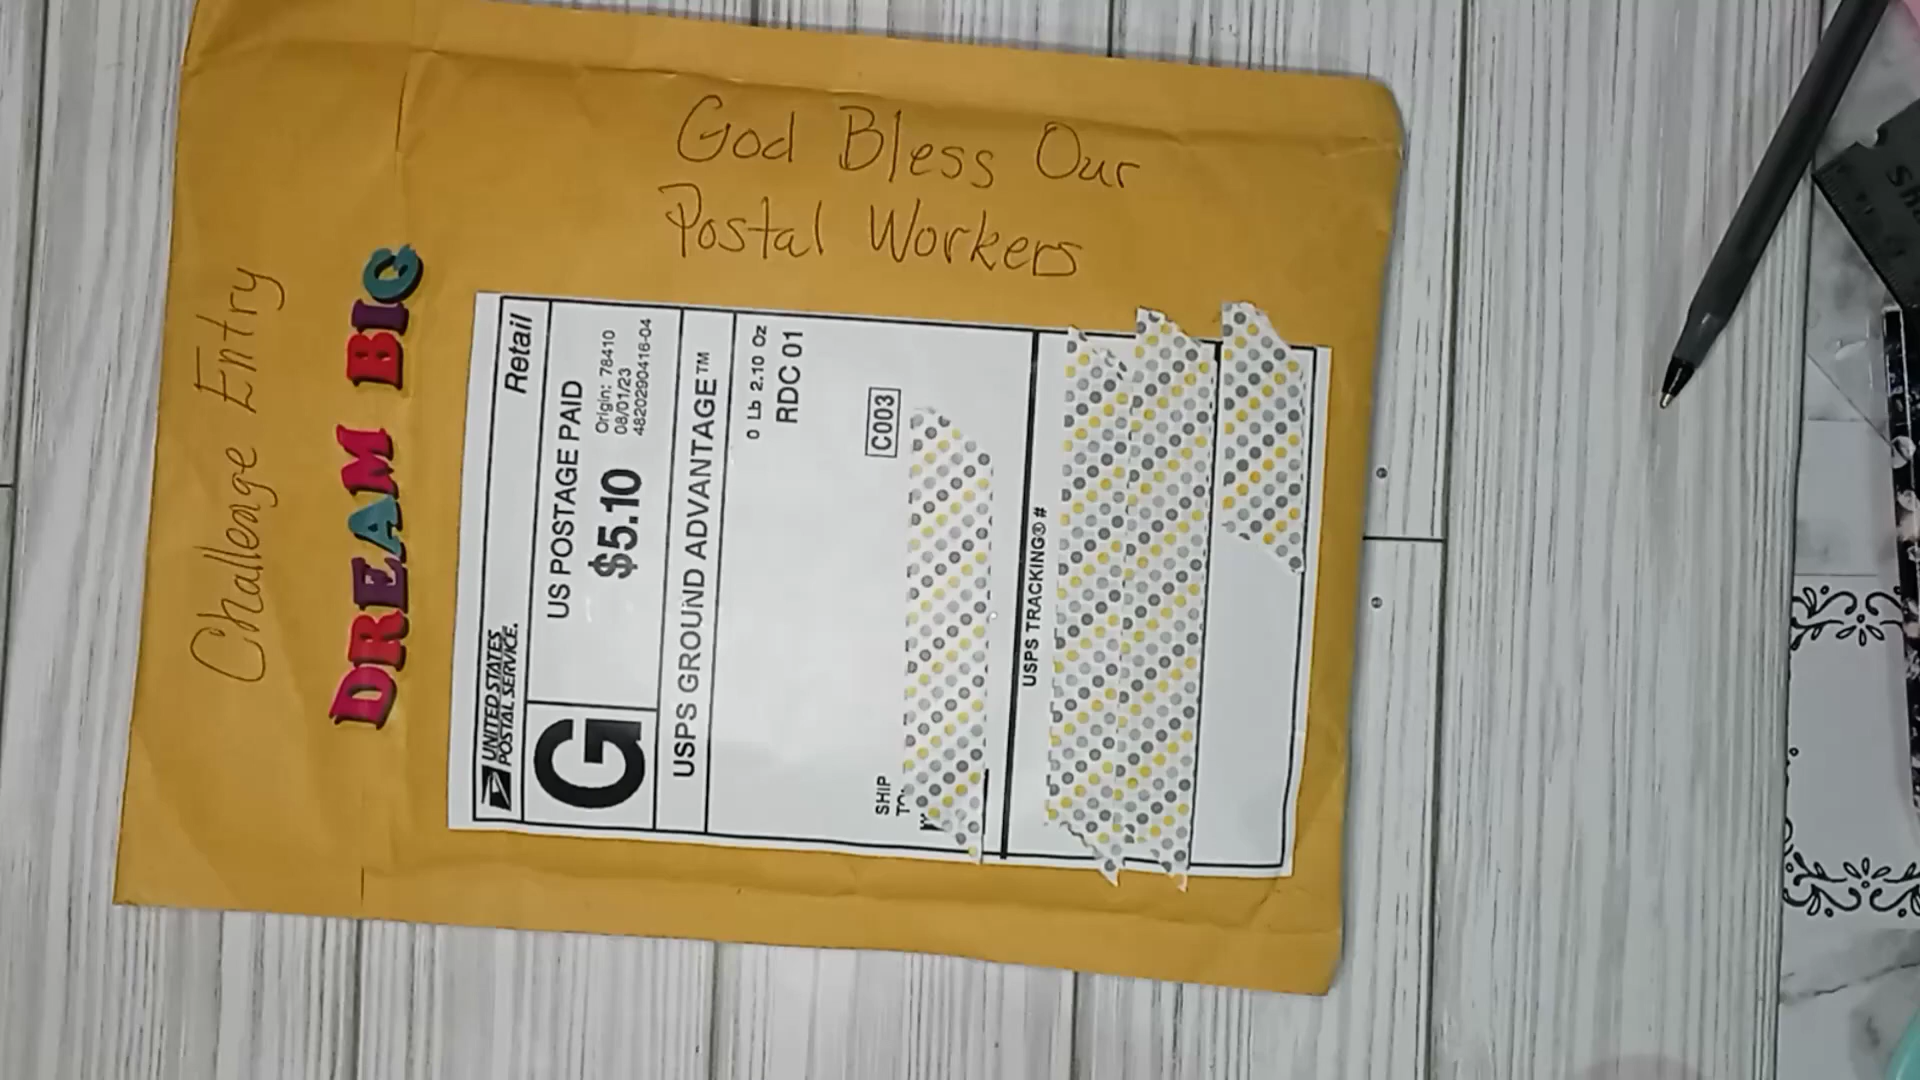 God Bless Our
Postal Workers
Challenge Entry
DREAM BIG
UNITED STATES
POSTAL SERVICE.
Retail
G
US POSTAGE PAID
$5.10
Origin: 78410
08/01/23
4820290416-04
USPS GROUND ADVANTAGE™
0 Lb 2.10 Oz
RDC 01
C003
SHIP
TO:
USPS TRACKING® #